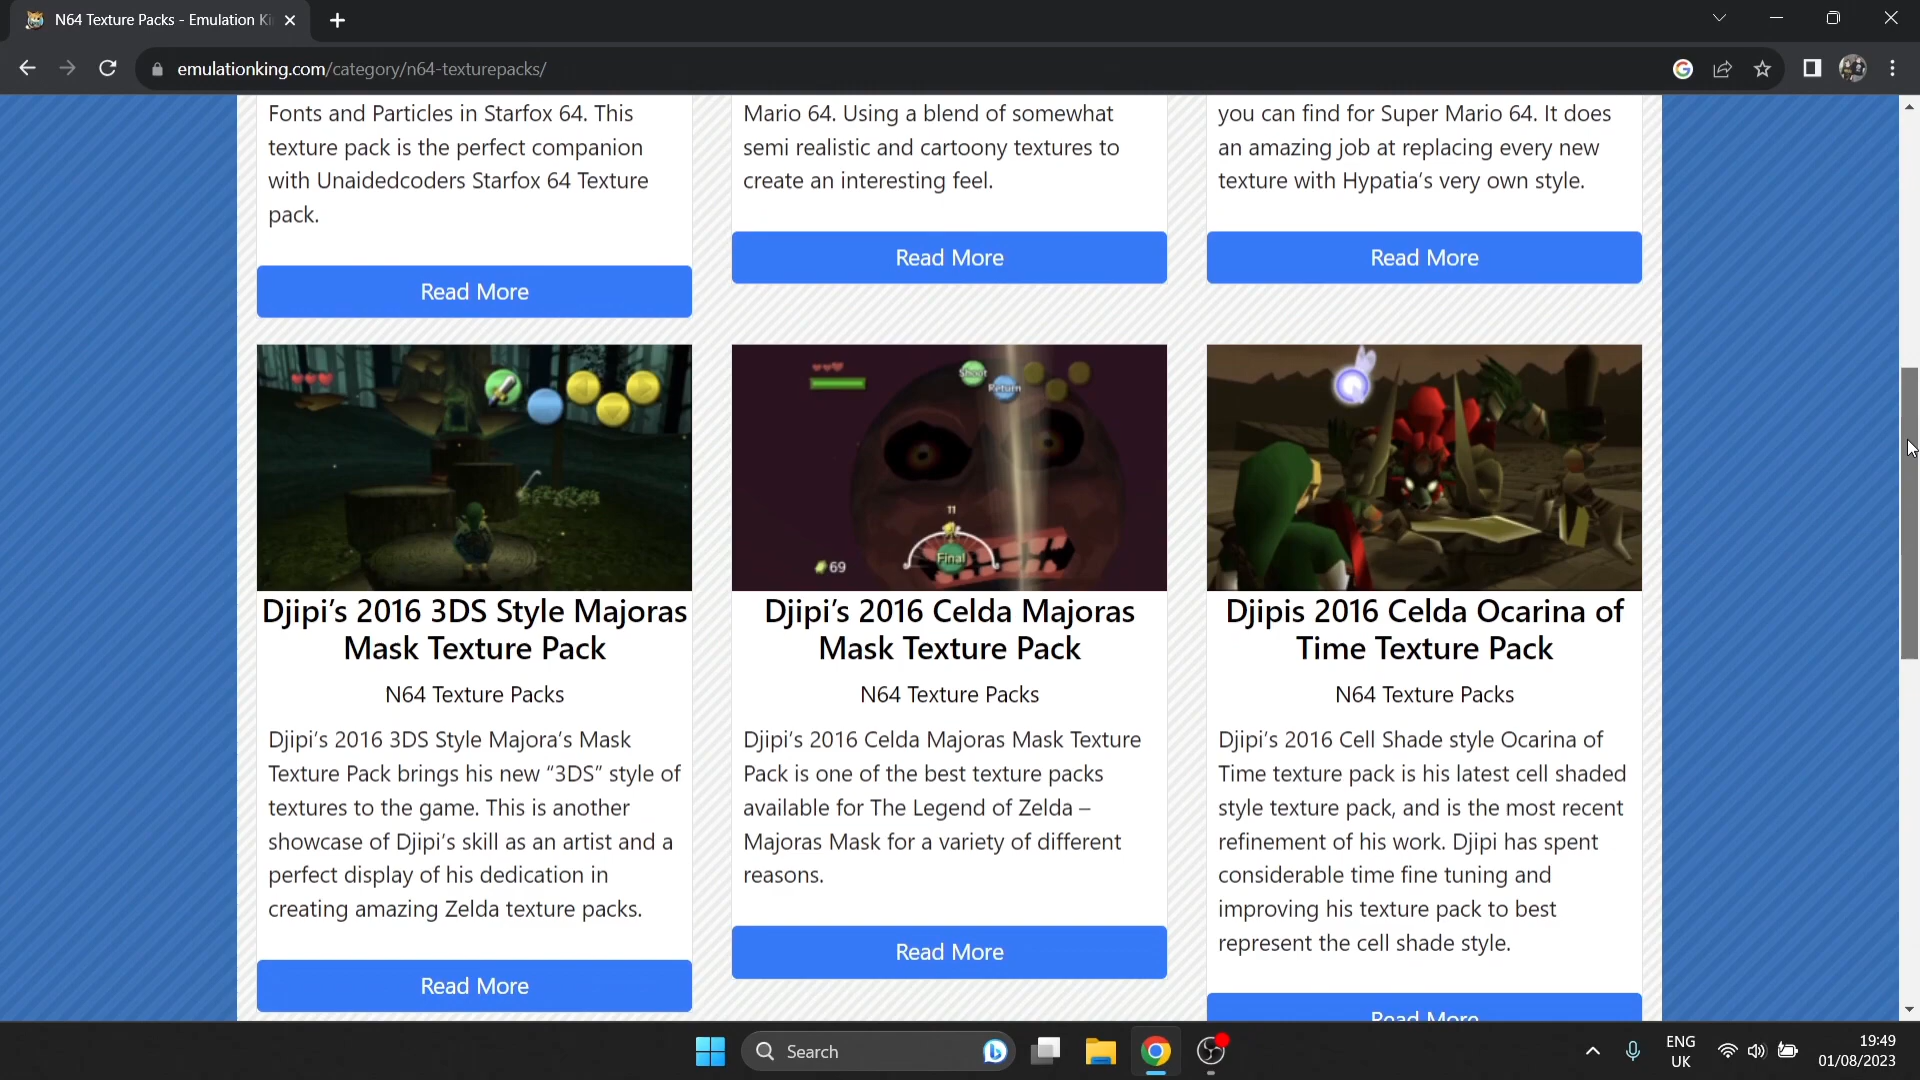 N64 Texture Packs - Emulation Ki
emulationking.com/category/n64-texturepacks/
Fonts and Particles in Starfox 64. This
texture pack is the perfect companion
with Unaidedcoders Starfox 64 Texture
pack.
Read More
Mario 64. Using a blend of somewhat
semi realistic and cartoony textures to
create an interesting feel.
Read More
you can find for Super Mario 64. It does
an amazing job at replacing every new
texture with Hypatia's very own style.
Read More
Djipi's 2016 3DS Style Majoras
Mask Texture Pack
N64 Texture Packs
Djipi's 2016 3DS Style Majora's Mask
Texture Pack brings his new “3DS” style of
textures to the game. This is another
showcase of Djipi's skill as an artist and a
perfect display of his dedication in
creating amazing Zelda texture packs.
Read More
Shoot
Return
11
Final
69
Djipi's 2016 Celda Majoras
Mask Texture Pack
N64 Texture Packs
Djipi's 2016 Celda Majoras Mask Texture
Pack is one of the best texture packs
available for The Legend of Zelda –
Majoras Mask for a variety of different
reasons.
Read More
Djipis 2016 Celda Ocarina of
Time Texture Pack
N64 Texture Packs
Djipi's 2016 Cell Shade style Ocarina of
Time texture pack is his latest cell shaded
style texture pack, and is the most recent
refinement of his work. Djipi has spent
considerable time fine tuning and
improving his texture pack to best
represent the cell shade style.
Read More
Search
ENG
UK
19:49
01/08/2023